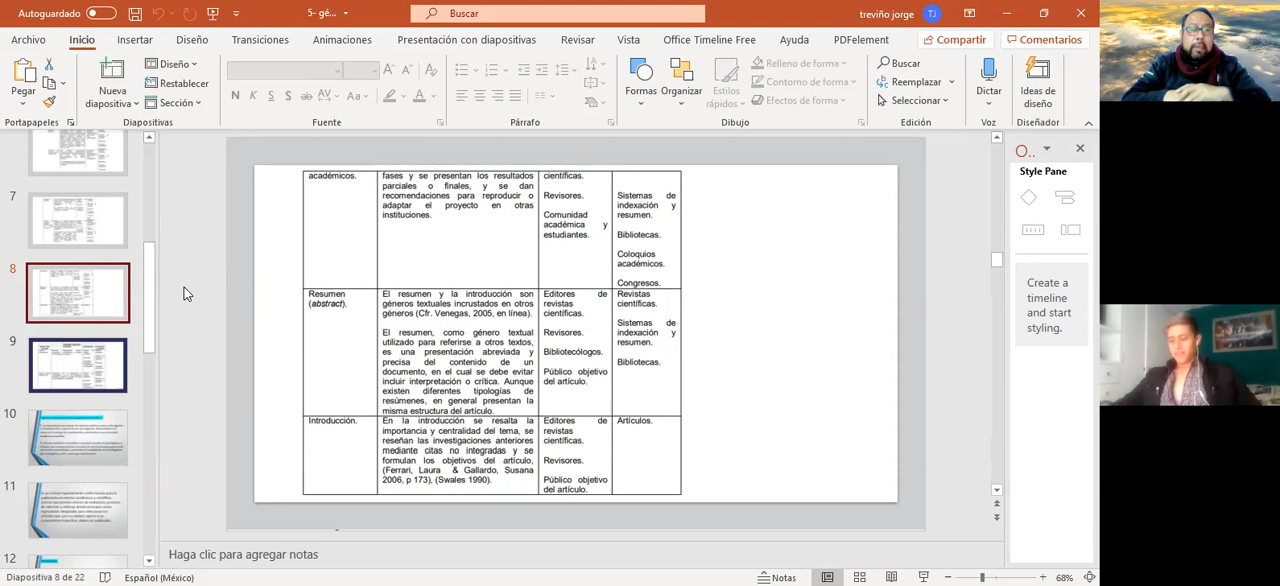 Autoguardado
5- gé...
Buscar
treviño jorge
TJ
Archivo
Inicio
Insertar
Diseño
Transiciones
Animaciones
Presentación con diapositivas
Revisar
Vista
Office Timeline Free
Ayuda
PDFelement
Compartir
Comentarios
Pegar
Nueva
diapositiva
Diseño
Restablecer
Sección
N K S S ab AV Aa A
Formas
Organizar
Estilos
rápidos
Relleno de forma
Contorno de forma
Efectos de forma
Buscar
Reemplazar
Seleccionar
Dictar
Ideas de
diseño
Portapapeles
Diapositivas
Fuente
Párrafo
Dibujo
Edición
Voz
Diseñador
7
8
9
10
11
12
académicos.
fases y se presentan los resultados
parciales o finales, y se dan
recomendaciones para reproducir o
adaptar el proyecto en otras
instituciones.
científicas.
Revisores.
Comunidad
académica y
estudiantes.
Sistemas de
indexación y
resumen.
Bibliotecas.
Coloquios
académicos.
Congresos.
Resumen
(abstract).
El resumen y la introducción son
géneros textuales incrustados en otros
géneros (Cfr. Venegas, 2005, en línea).
El resumen, como género textual
utilizado para referirse a otros textos,
es una presentación abreviada y
precisa del contenido de un
documento, en el cual se debe evitar
incluir interpretación o crítica. Aunque
existen diferentes tipologías de
resúmenes, en general presentan la
misma estructura del artículo.
Editores de
revistas
científicas.
Revisores.
Bibliotecólogos.
Público objetivo
del artículo.
Revistas
científicas.
Sistemas de
indexación y
resumen.
Bibliotecas.
Introducción.
En la introducción se resalta la
importancia y centralidad del tema, se
reseñan las investigaciones anteriores
mediante citas no integradas y se
formulan los objetivos del artículo,
(Ferrari, Laura & Gallardo, Susana
2006, p 173), (Swales 1990).
Editores de
revistas
científicas.
Revisores.
Público objetivo
del artículo.
Artículos.
O..
Style Pane
Create a
timeline
and start
styling.
Haga clic para agregar notas
Diapositiva 8 de 22
Español (México)
Notas
68%